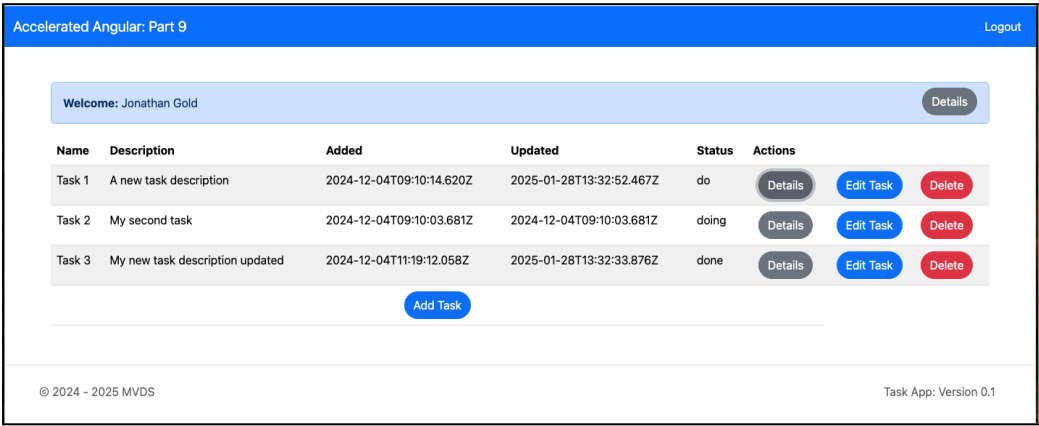 Accelerated Angular: Part 9 Logout
Welcome: Jonathan Gold Details
Name Description Added Updated Status Actions
Task 1 A new task description 2024-12-04T09:10:14.620Z 2025-01-28T13:32:52.467Z do Details Edit Task Delete
Task 2 My second task 2024-12-04T09:10:03.681Z 2024-12-04T09:10:03.681Z doing Details Edit Task Delete
Task 3 My new task description updated 2024-12-04T11:19:12.058Z 2025-01-28T13:32:33.876Z done Details Edit Task Delete
Add Task
© 2024 - 2025 MVDS Task App: Version 0.1